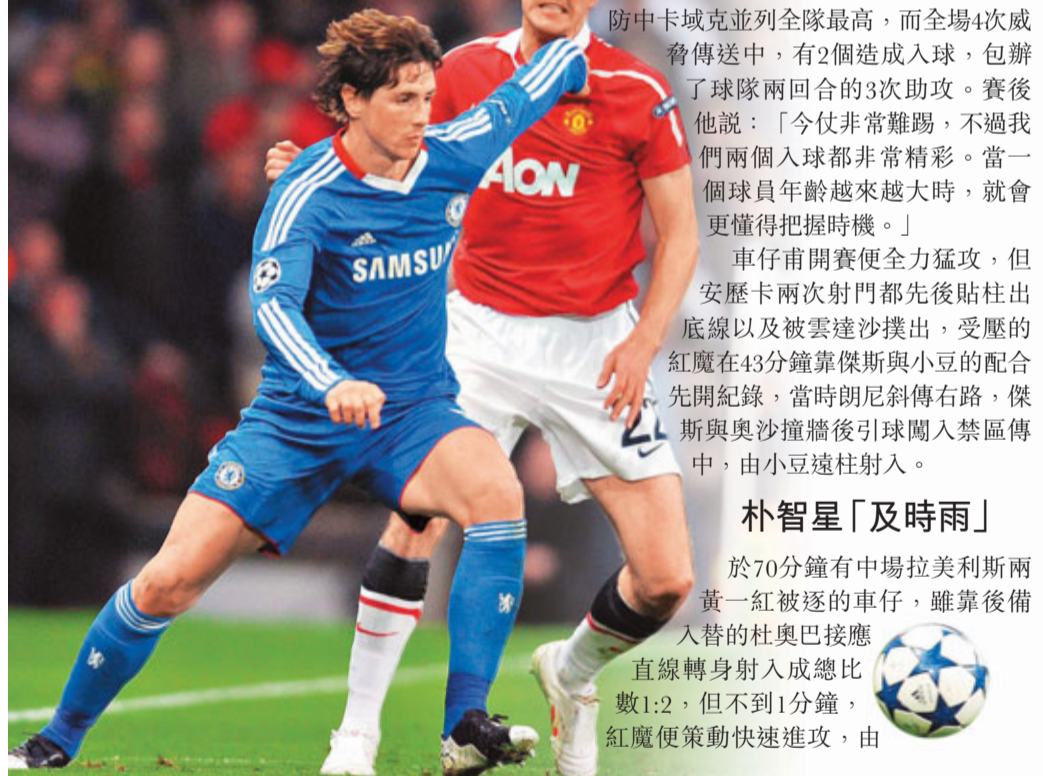 防中卡域克並列全隊最高，而全場4次威
脅傳送中，有2個造成入球，包辦
了球隊兩回合的3次助攻。賽後
他説：「今仗非常難踢，不過我
們兩個入球都非常精彩。當一
個球員年齡越來越大時，就會
更懂得把握時機。」
車仔甫開賽便全力猛攻，但
安歷卡兩次射門都先後貼柱出
底線以及被雲達沙撲出，受壓的
紅魔在43分鐘靠傑斯與小豆的配合
先開紀錄，當時朗尼斜傳右路，傑
斯與奧沙撞牆後引球闖入禁區傳
中，由小豆遠柱射入。
朴智星「及時雨」
於70分鐘有中場拉美利斯兩
黃一紅被逐的車仔，雖靠後備
入替的杜奧巴接應
直線轉身射入成總比
數1:2，但不到1分鐘，
紅魔便策動快速進攻，由
AON
adidas
SAMSU
22